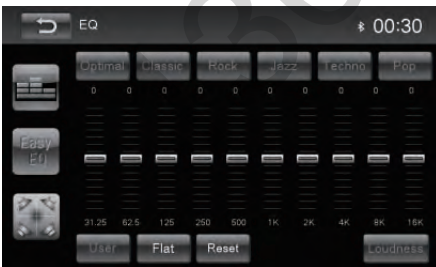 EQ 00:30
Optimal Classic Rock Jazz Techno Pop
0 0 0 0 0 0 0 0 0 0
Easy
EQ
31.25 62.5 125 250 500 1K 2K 4K 8K 16K
User Flat Reset Loudness